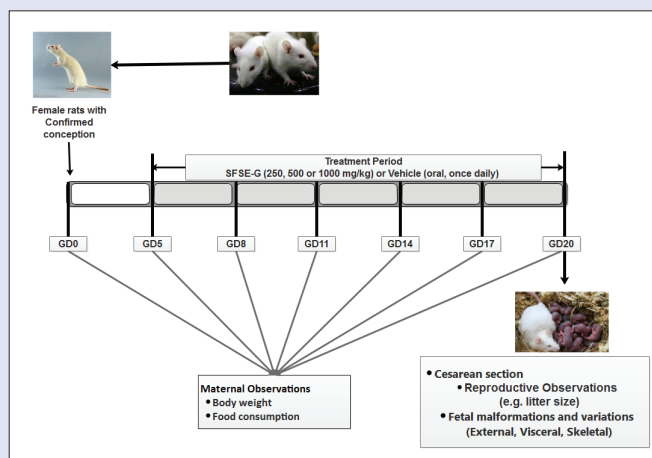 Female rats with
Confirmed
conception
Treatment Period
SFSE-G (250, 500 or 1000 mg/kg) or Vehicle (oral, once daily)
GD0
GD5
GD8
GD11
GD14
GD17
GD20
Maternal Observations
• Body weight
• Food consumption
• Cesarean section
• Reproductive Observations
(e.g. litter size)
• Fetal malformations and variations
(External, Visceral, Skeletal)